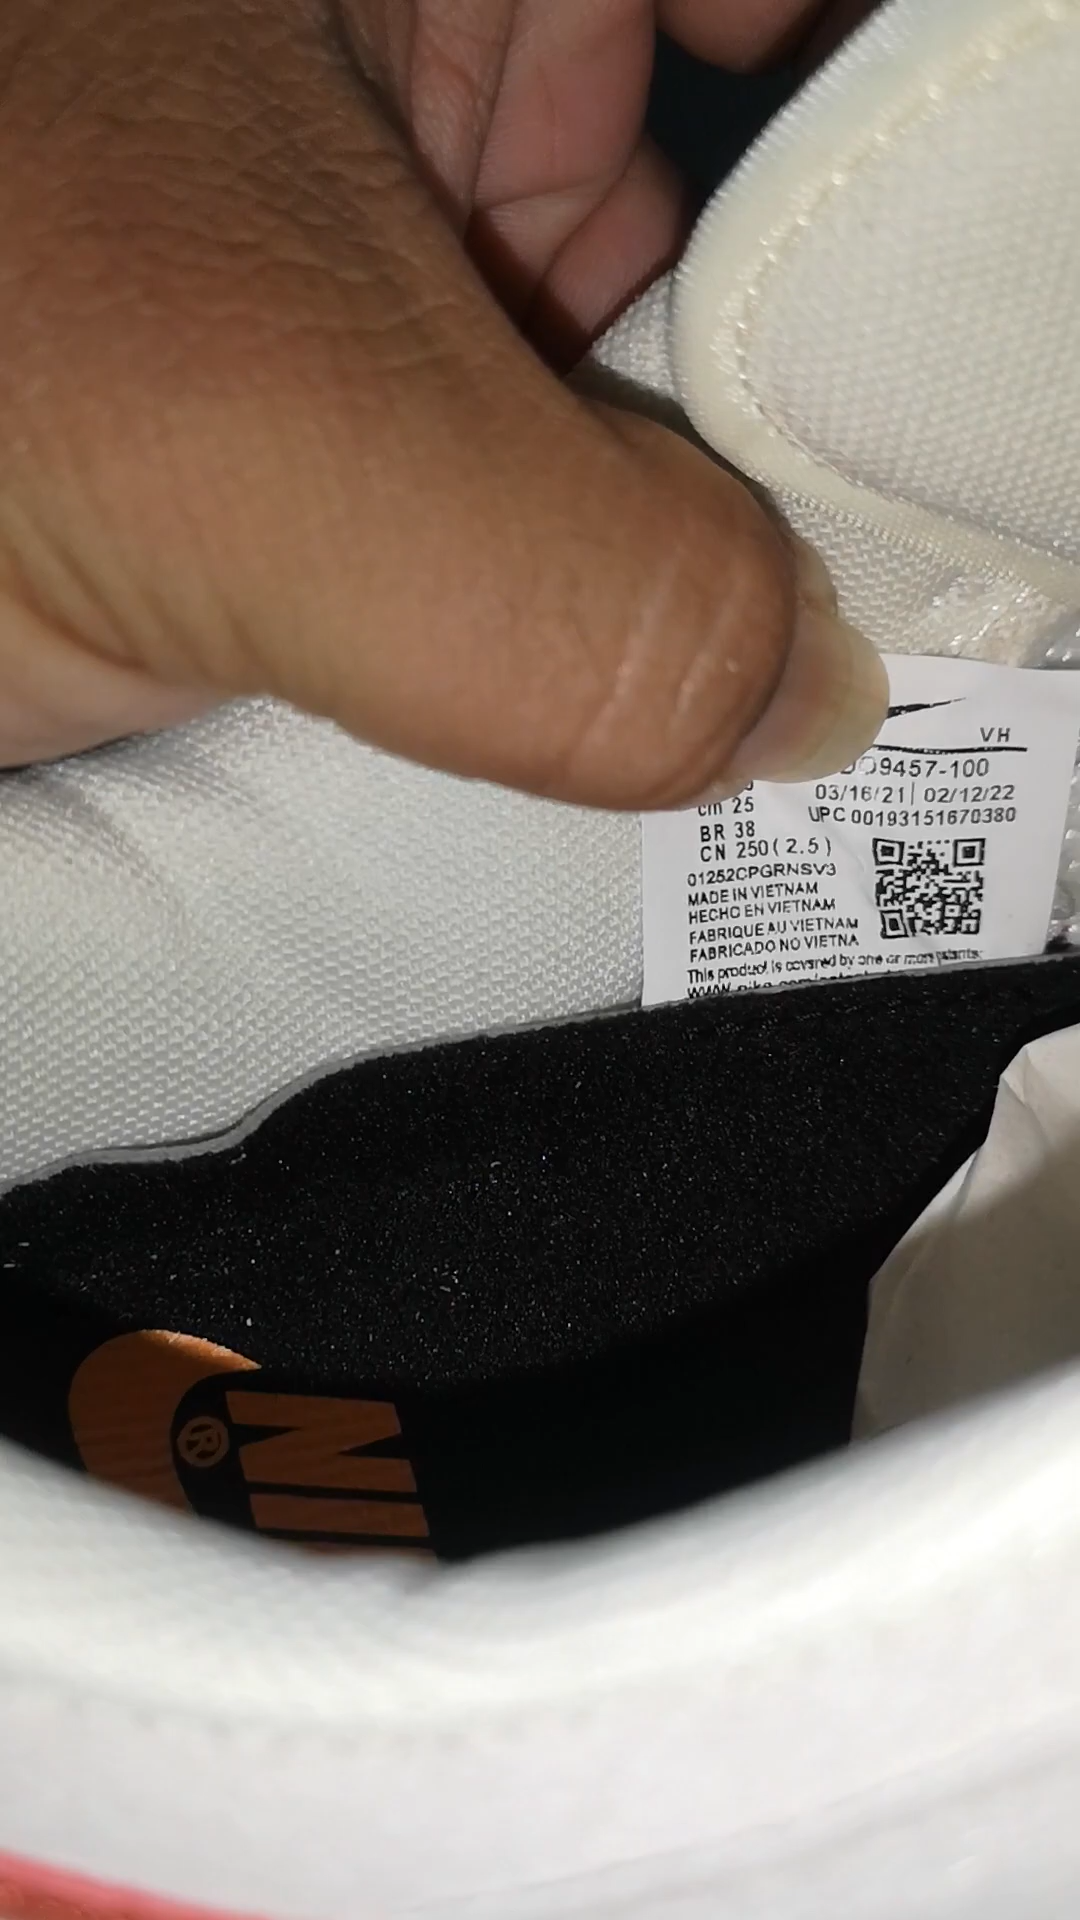 VH
9457-100
03/16/21| 02/12/22
UPC 00193151670380
cm 25
BR 38
CN 250 ( 2.5 )
01252CPGRNSV3
MADE IN VIETNAM
HECHO EN VIETNAM
FABRIQUE AU VIETNAM
FABRICADO NO VIETNA
This product is covered by one or more patents:
®
NI